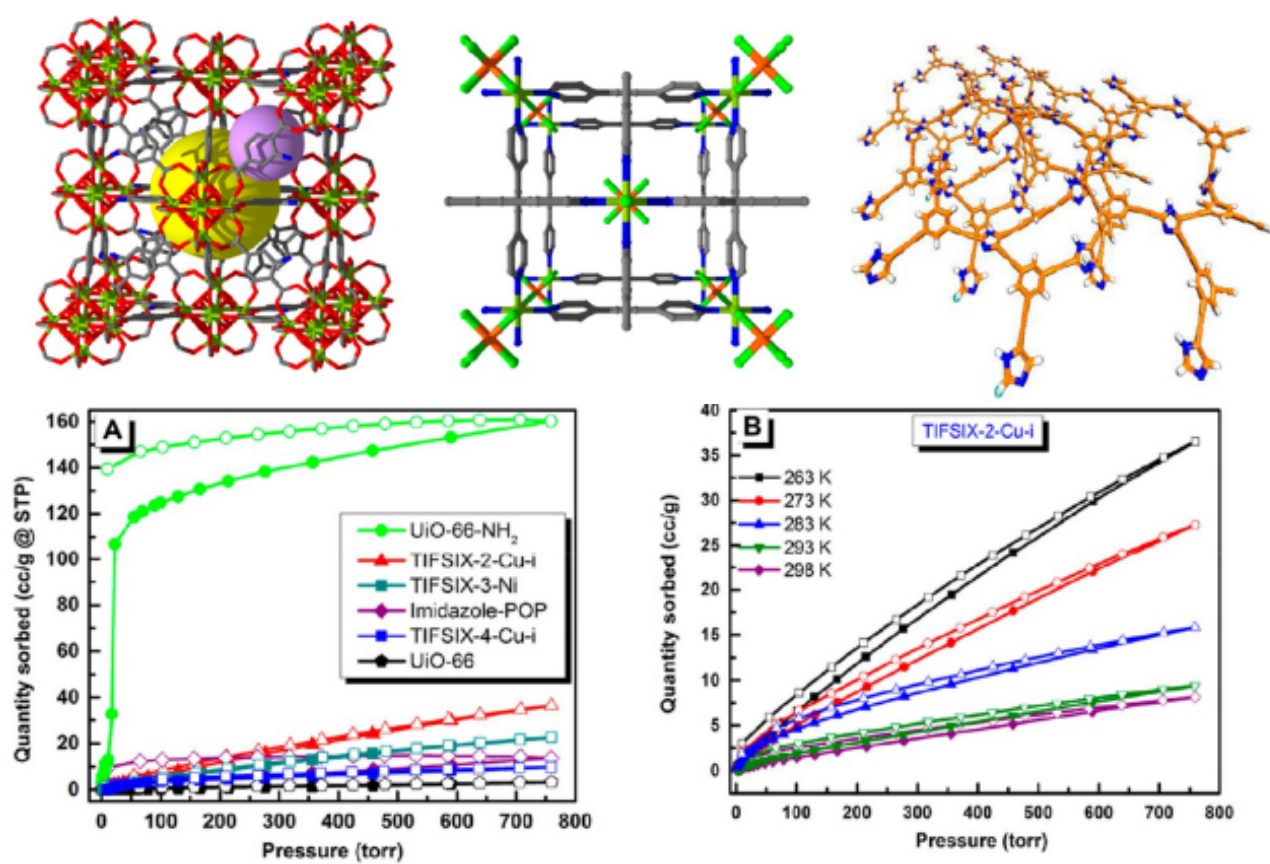 A
160
140
120
100
80
60
40
20
0
Quantity sorbed (cc/g @ STP)
UiO-66-NH₂
TIFSIX-2-Cu-i
TIFSIX-3-Ni
Imidazole-POP
TIFSIX-4-Cu-i
UiO-66
0 100 200 300 400 500 600 700 800
Pressure (torr)
B
TIFSIX-2-Cu-i
40
35
30
25
20
15
10
5
0
Quantity sorbed (cc/g)
263 K
273 K
283 K
293 K
298 K
0 100 200 300 400 500 600 700 800
Pressure (torr)